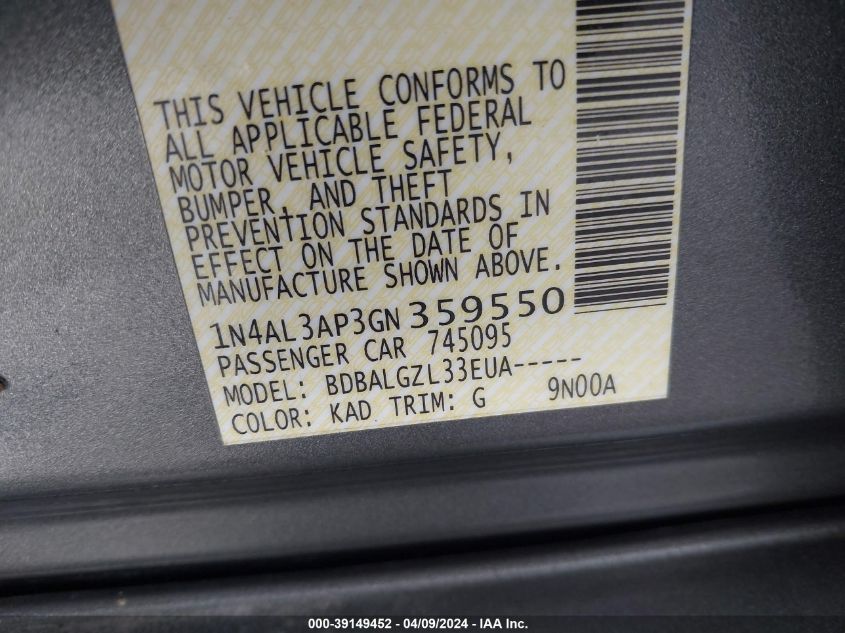 THIS VEHICLE CONFORMS TO
ALL APPLICABLE FEDERAL
MOTOR VEHICLE SAFETY,
BUMPER, AND THEFT
PREVENTION STANDARDS IN
EFFECT ON THE DATE OF
MANUFACTURE SHOWN ABOVE.
1N4AL3AP3GN359550
PASSENGER CAR 745095
MODEL: BDBALGZL33EUA-----
COLOR: KAD TRIM: G 9N00A
000-39149452 - 04/09/2024 - IAA Inc.